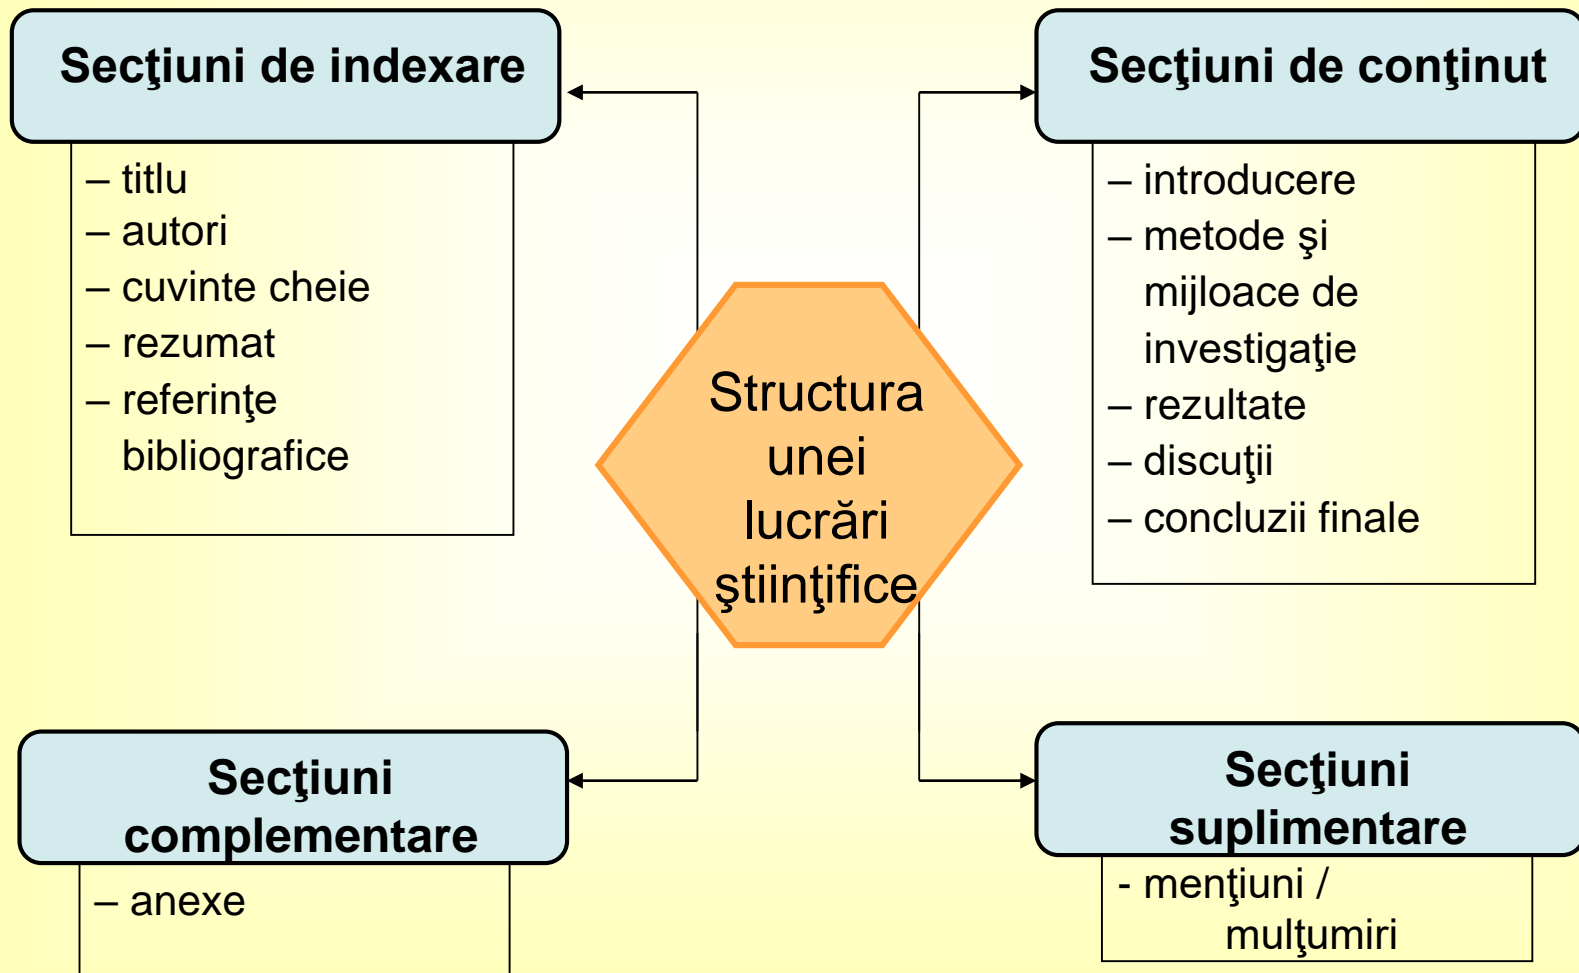 Secţiuni de indexare
– titlu
– autori
– cuvinte cheie
– rezumat
– referinţe
bibliografice
Secţiuni de conţinut
– introducere
– metode şi
mijloace de
investigaţie
– rezultate
– discuţii
– concluzii finale
Structura
unei
lucrări
ştiinţifice
Secţiuni
complementare
– anexe
Secţiuni
suplimentare
- menţiuni /
mulţumiri